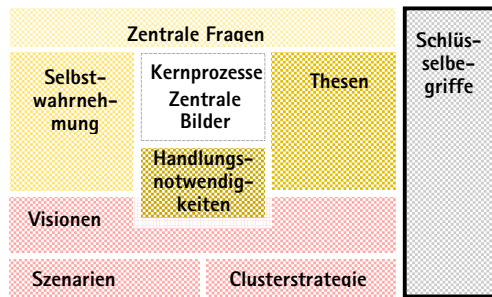 Zentrale Fragen
Selbst-
wahrneh-
mung
Kernprozesse
Zentrale
Bilder
Handlungs-
notwendig-
keiten
Thesen
Schlüs-
selbe-
griffe
Visionen
Szenarien
Clusterstrategie